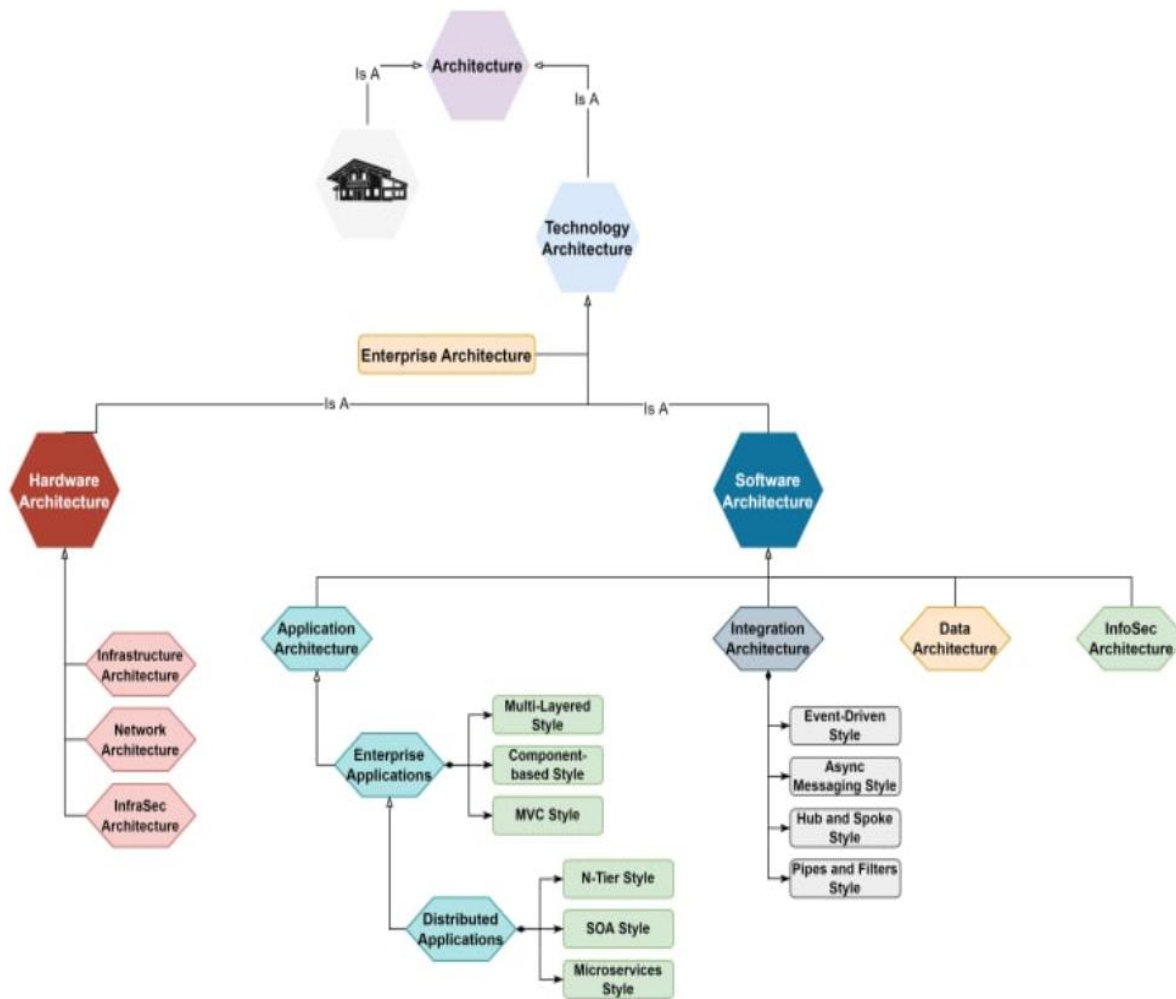 Architecture
Is A
Is A
Technology
Architecture
Enterprise Architecture
Is A
Is A
Hardware
Architecture
Software
Architecture
Application
Architecture
Integration
Architecture
Data
Architecture
InfoSec
Architecture
Infrastructure
Architecture
Network
Architecture
InfraSec
Architecture
Enterprise
Applications
Multi-Layered
Style
Component-
based Style
MVC Style
Event-Driven
Style
Async
Messaging Style
Hub and Spoke
Style
Pipes and Filters
Style
Distributed
Applications
N-Tier Style
SOA Style
Microservices
Style